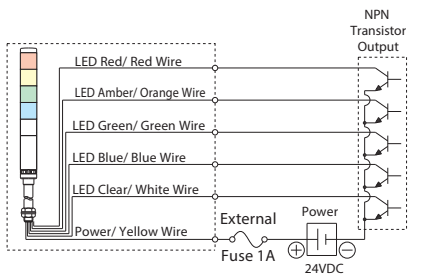 NPN
Transistor
Output
LED Red/ Red Wire
LED Amber/ Orange Wire
LED Green/ Green Wire
LED Blue/ Blue Wire
LED Clear/ White Wire
Power/ Yellow Wire
External
Fuse 1A
Power
+
−
24VDC